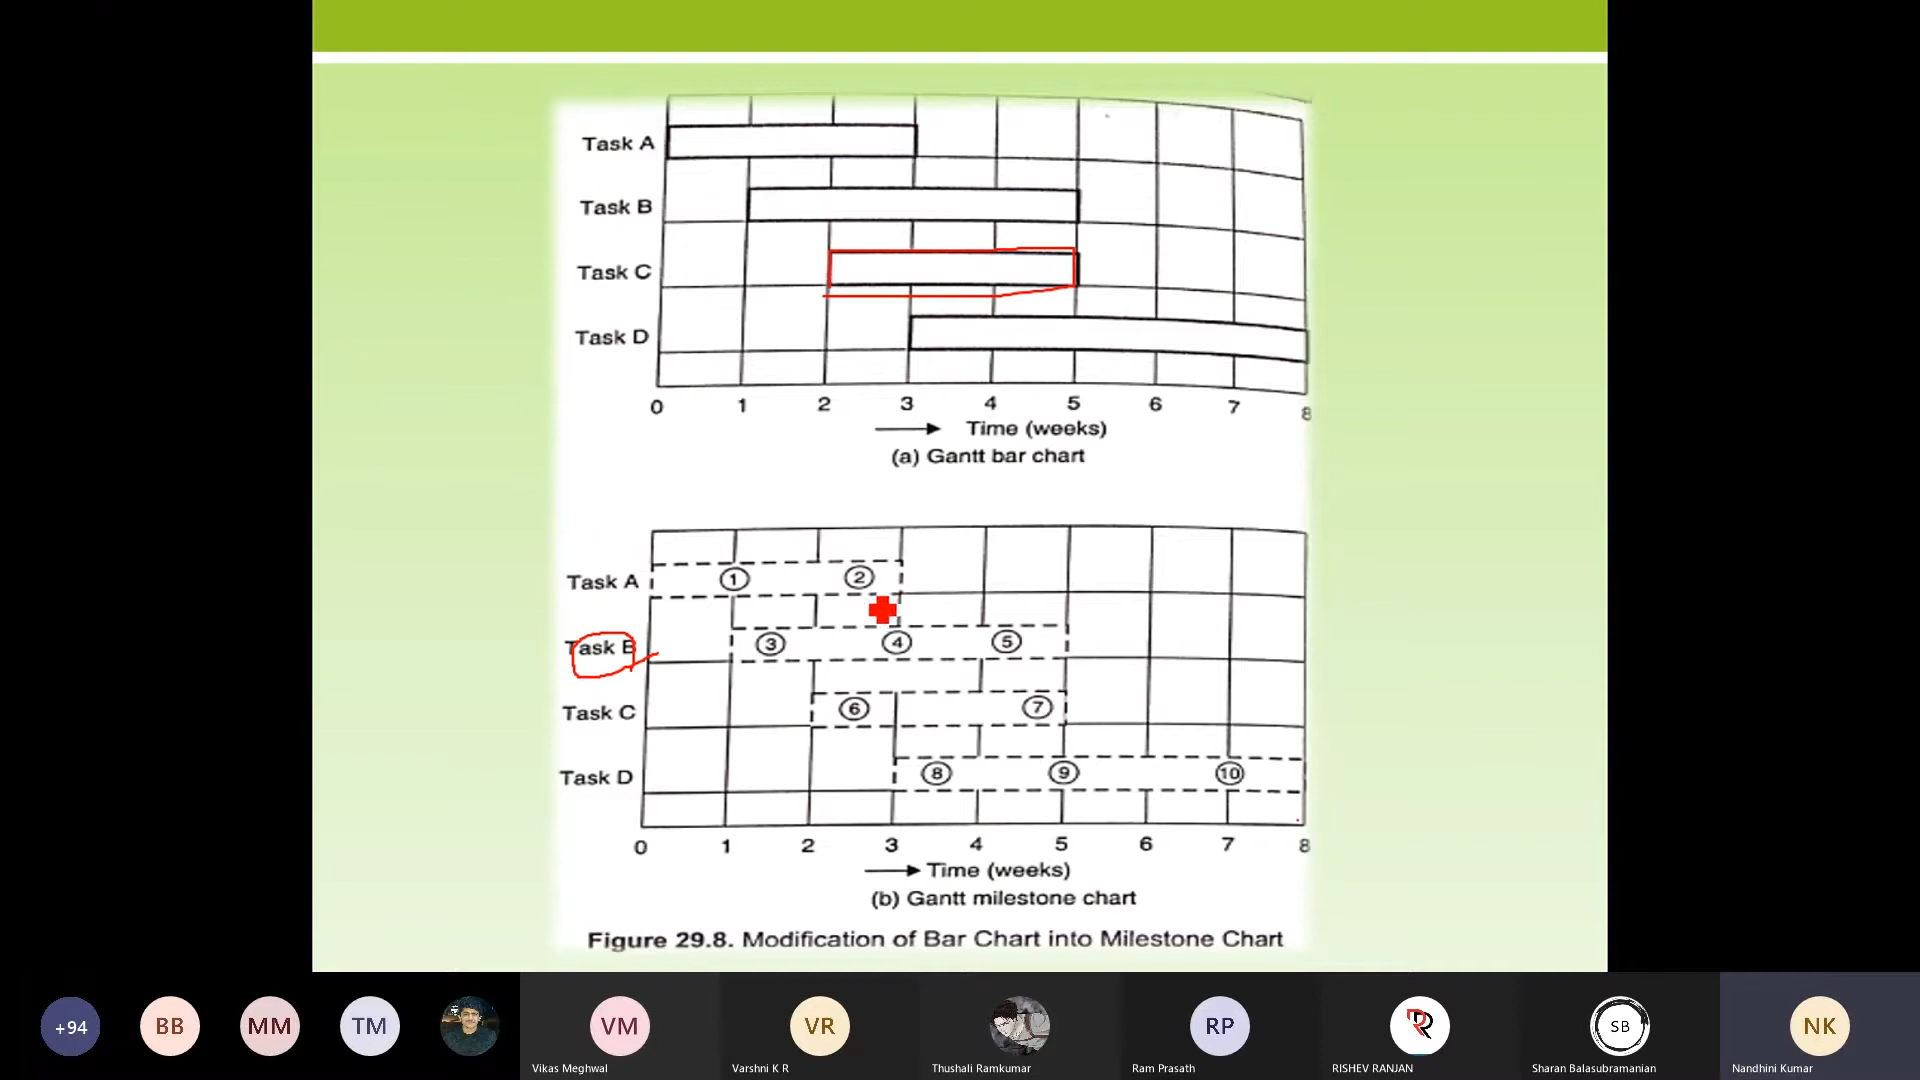 Task A
Task B
Task C
Task D
0 1 2 3 4 5 6 7 8
Time (weeks)
(a) Gantt bar chart
Task A 1 2
Task B 3 4 5
Task C 6 7
Task D 8 9 10
0 1 2 3 4 5 6 7 8
Time (weeks)
(b) Gantt milestone chart
Figure 29.8. Modification of Bar Chart into Milestone Chart
+94 BB MM TM VM VR RP R SB NK
Vikas Meghwal Varshni K R Thushali Ramkumar Ram Prasath RISHEV RANJAN Sharan Balasubramanian Nandhini Kumar